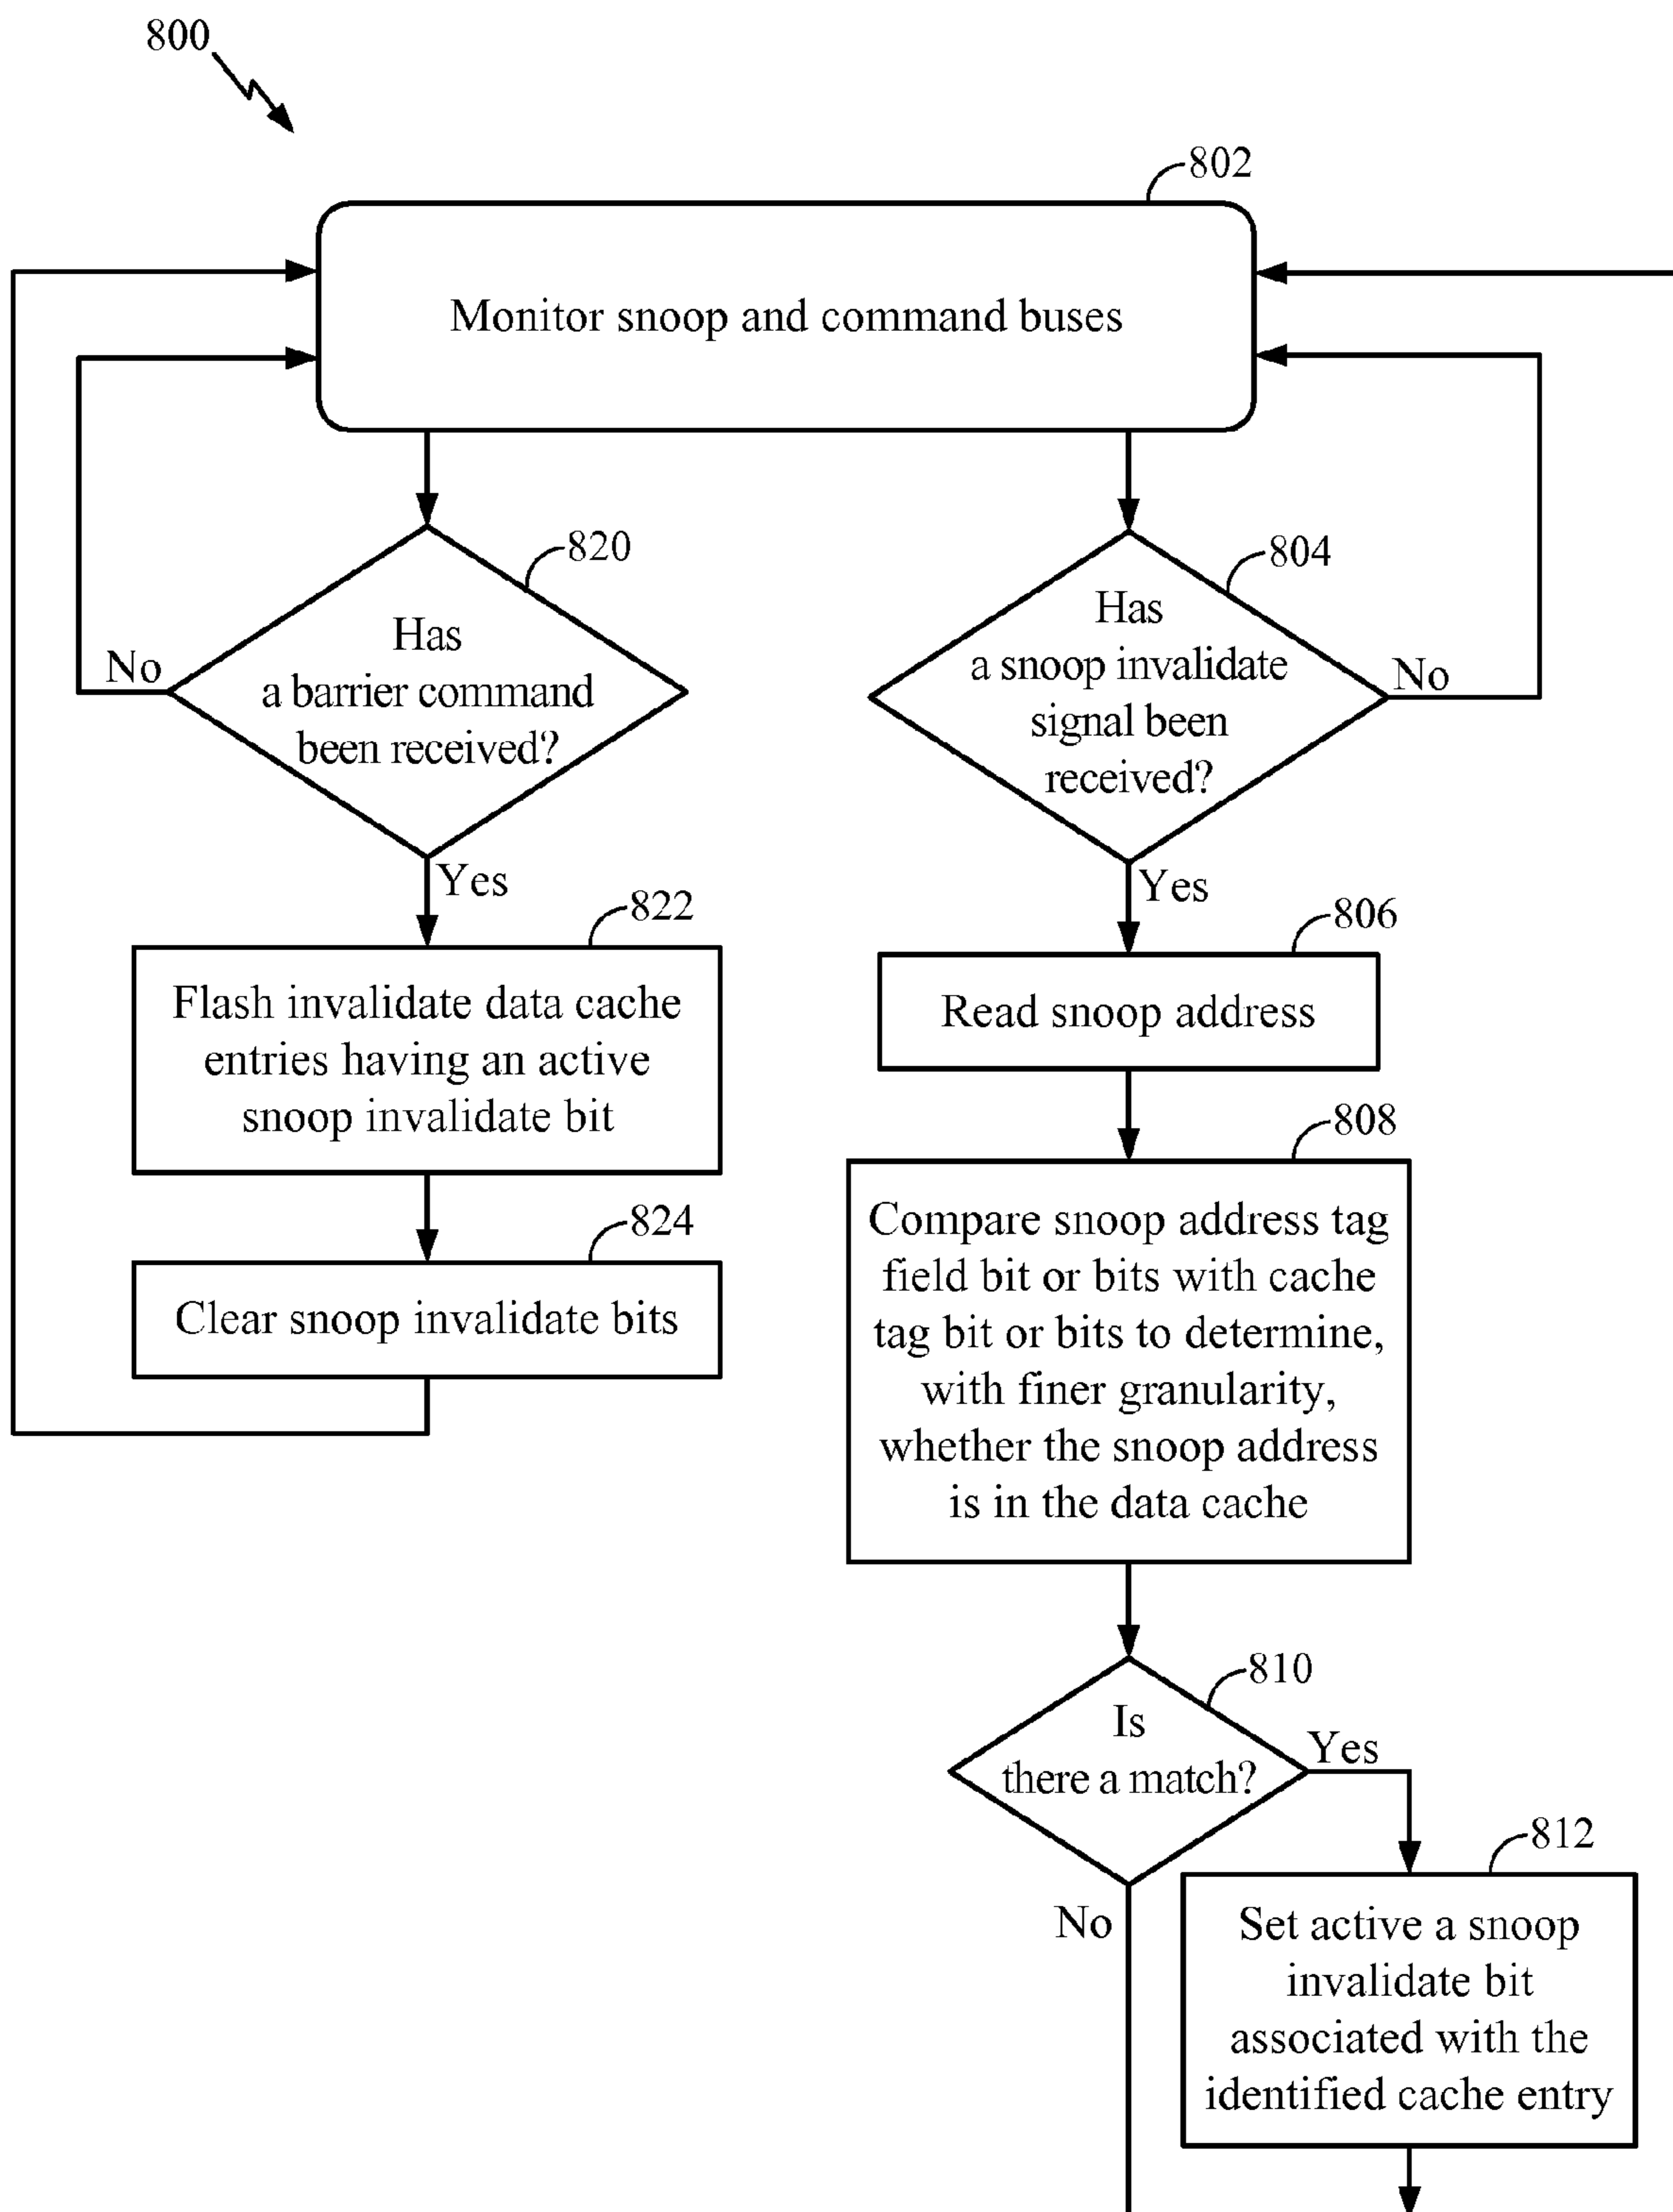 800
802
Monitor snoop and command buses
820
Has
a barrier command
been received?
No
Yes
822
Flash invalidate data cache
entries having an active
snoop invalidate bit
824
Clear snoop invalidate bits
804
Has
a snoop invalidate
signal been
received?
No
Yes
806
Read snoop address
808
Compare snoop address tag
field bit or bits with cache
tag bit or bits to determine,
with finer granularity,
whether the snoop address
is in the data cache
810
Is
there a match?
Yes
No
812
Set active a snoop
invalidate bit
associated with the
identified cache entry